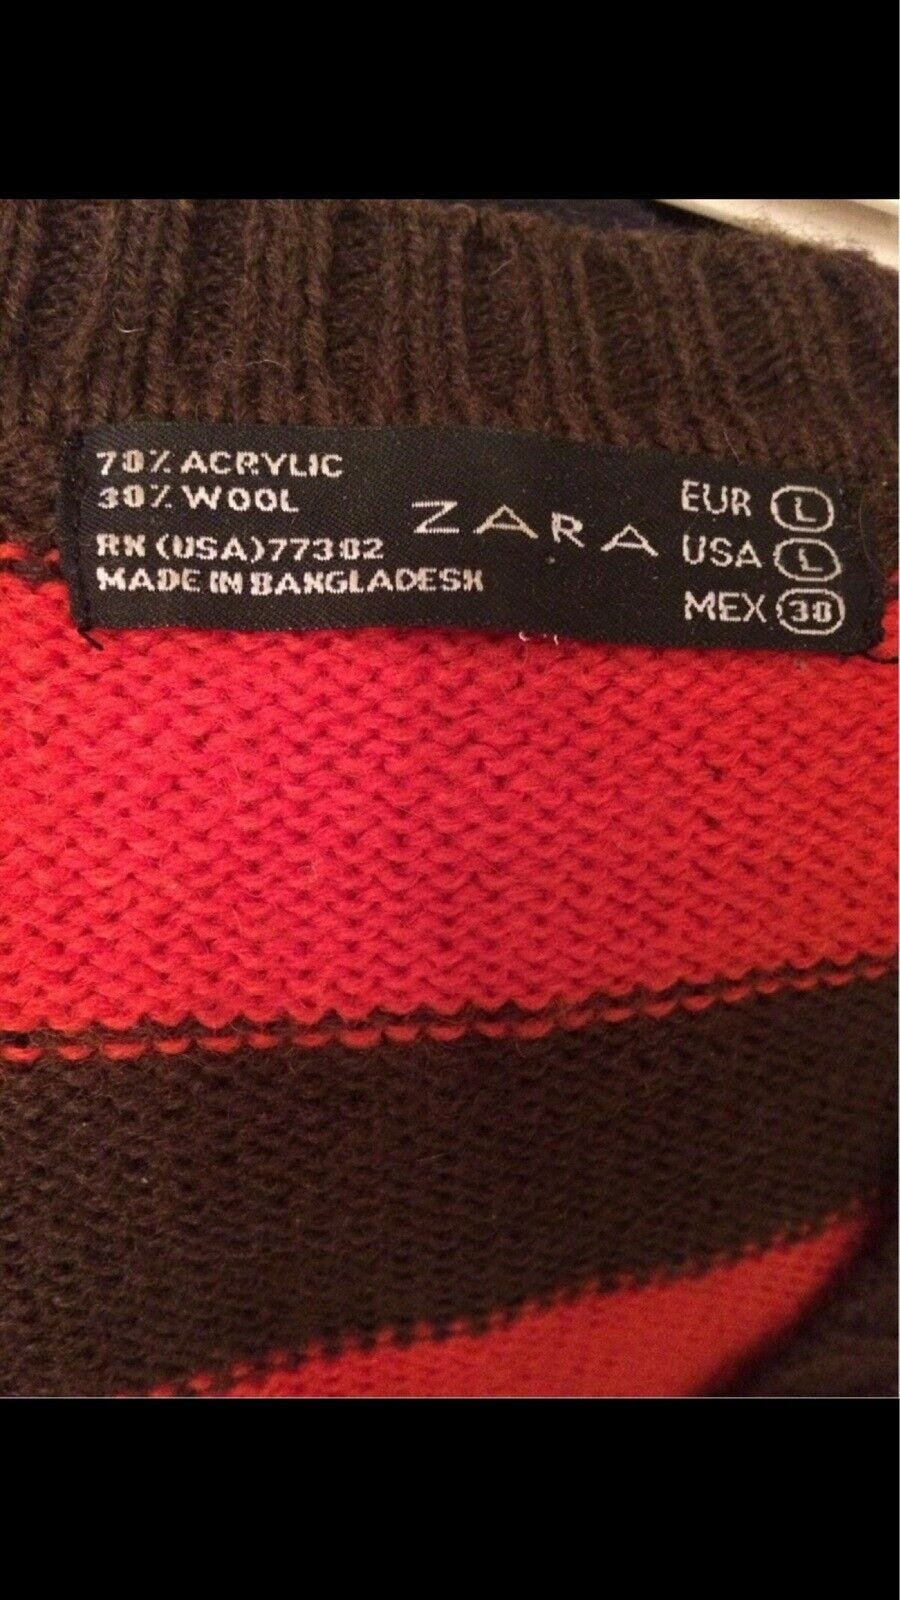 70% ACRYLIC
30% WOOL
RN (USA) 77302
MADE IN BANGLADESH
ZARA
EUR L
USA L
MEX 30